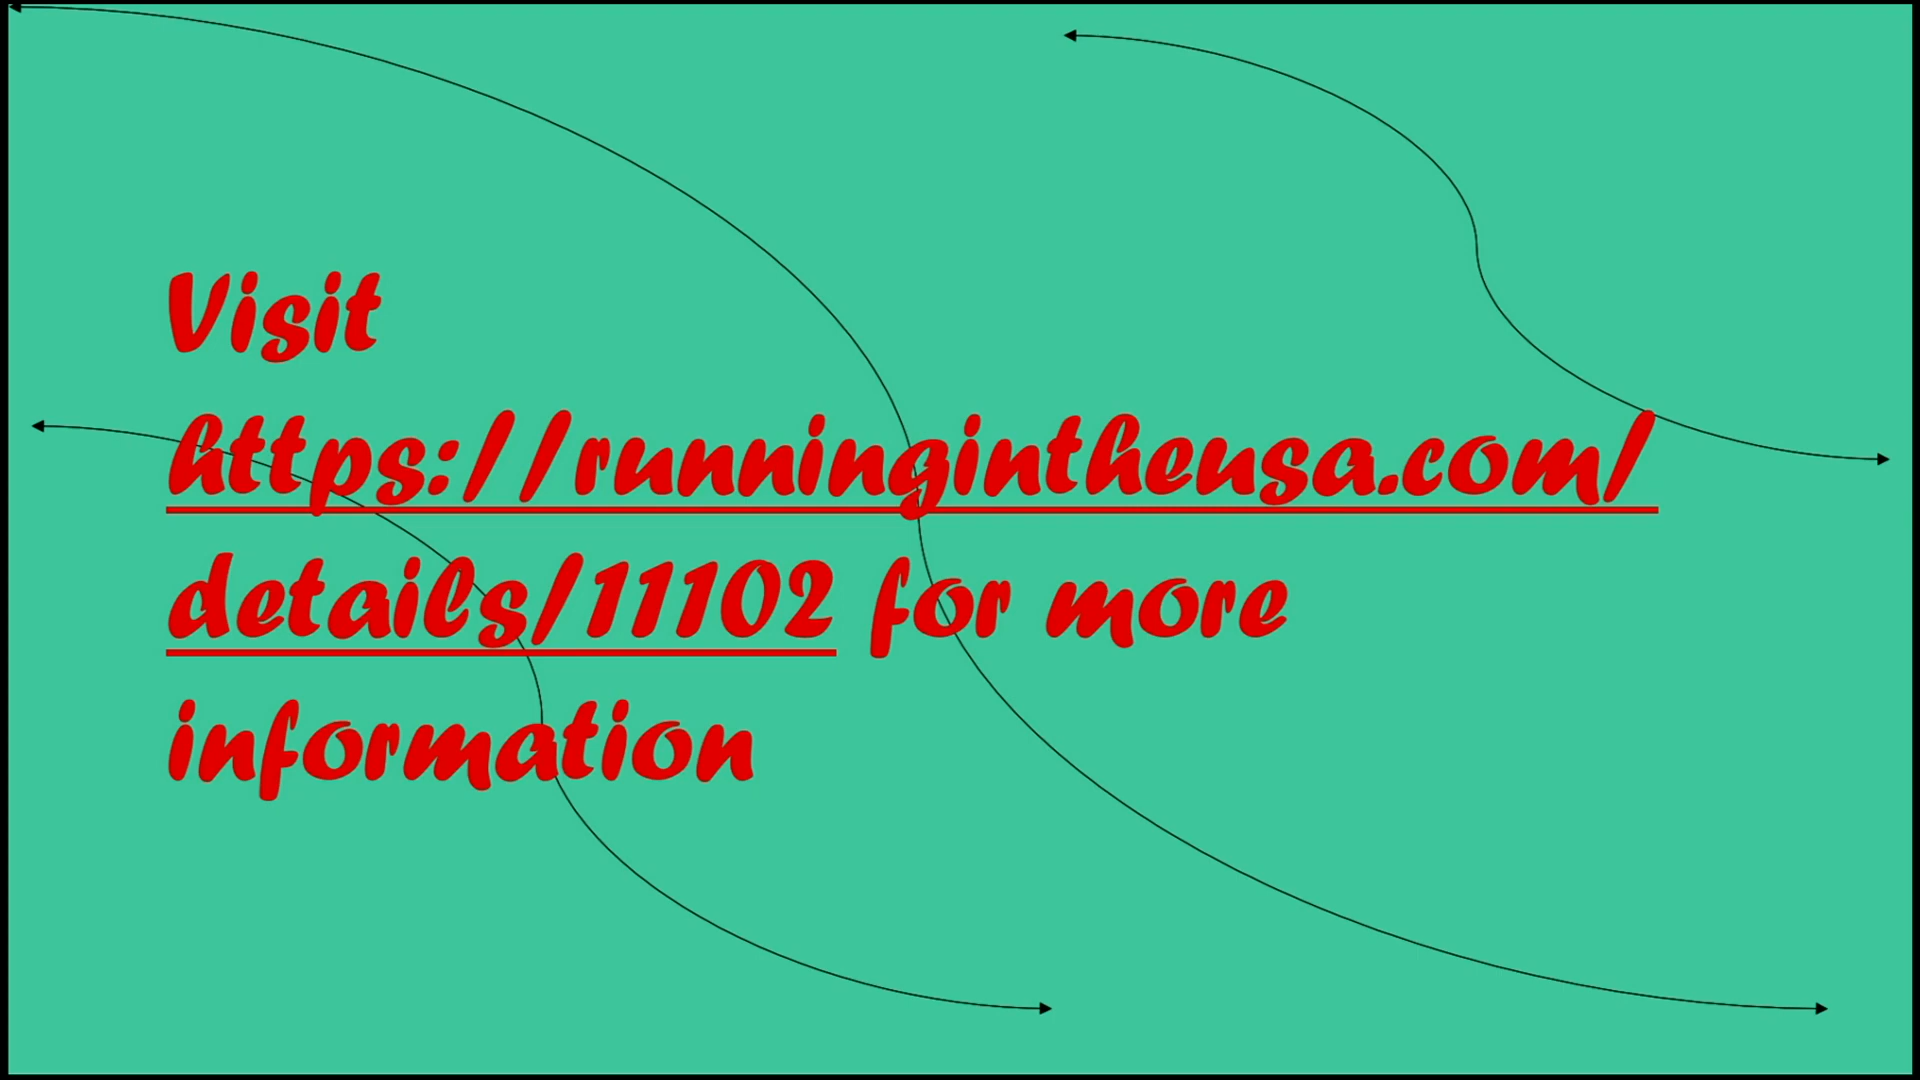 Visit
https://runningintheusa.com/
details/11102 for more
information